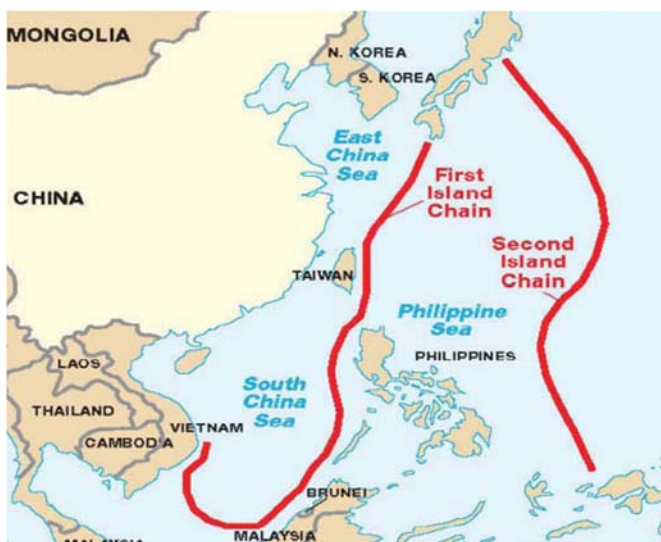 MONGOLIA
N. KOREA
S. KOREA
East
China
Sea
First
Island
Chain
CHINA
Second
Island
Chain
TAIWAN
Philippine
Sea
PHILIPPINES
LAOS
South
China
Sea
THAILAND
VIETNAM
CAMBODIA
BRUNEI
MALAYSIA
MALAYSIA